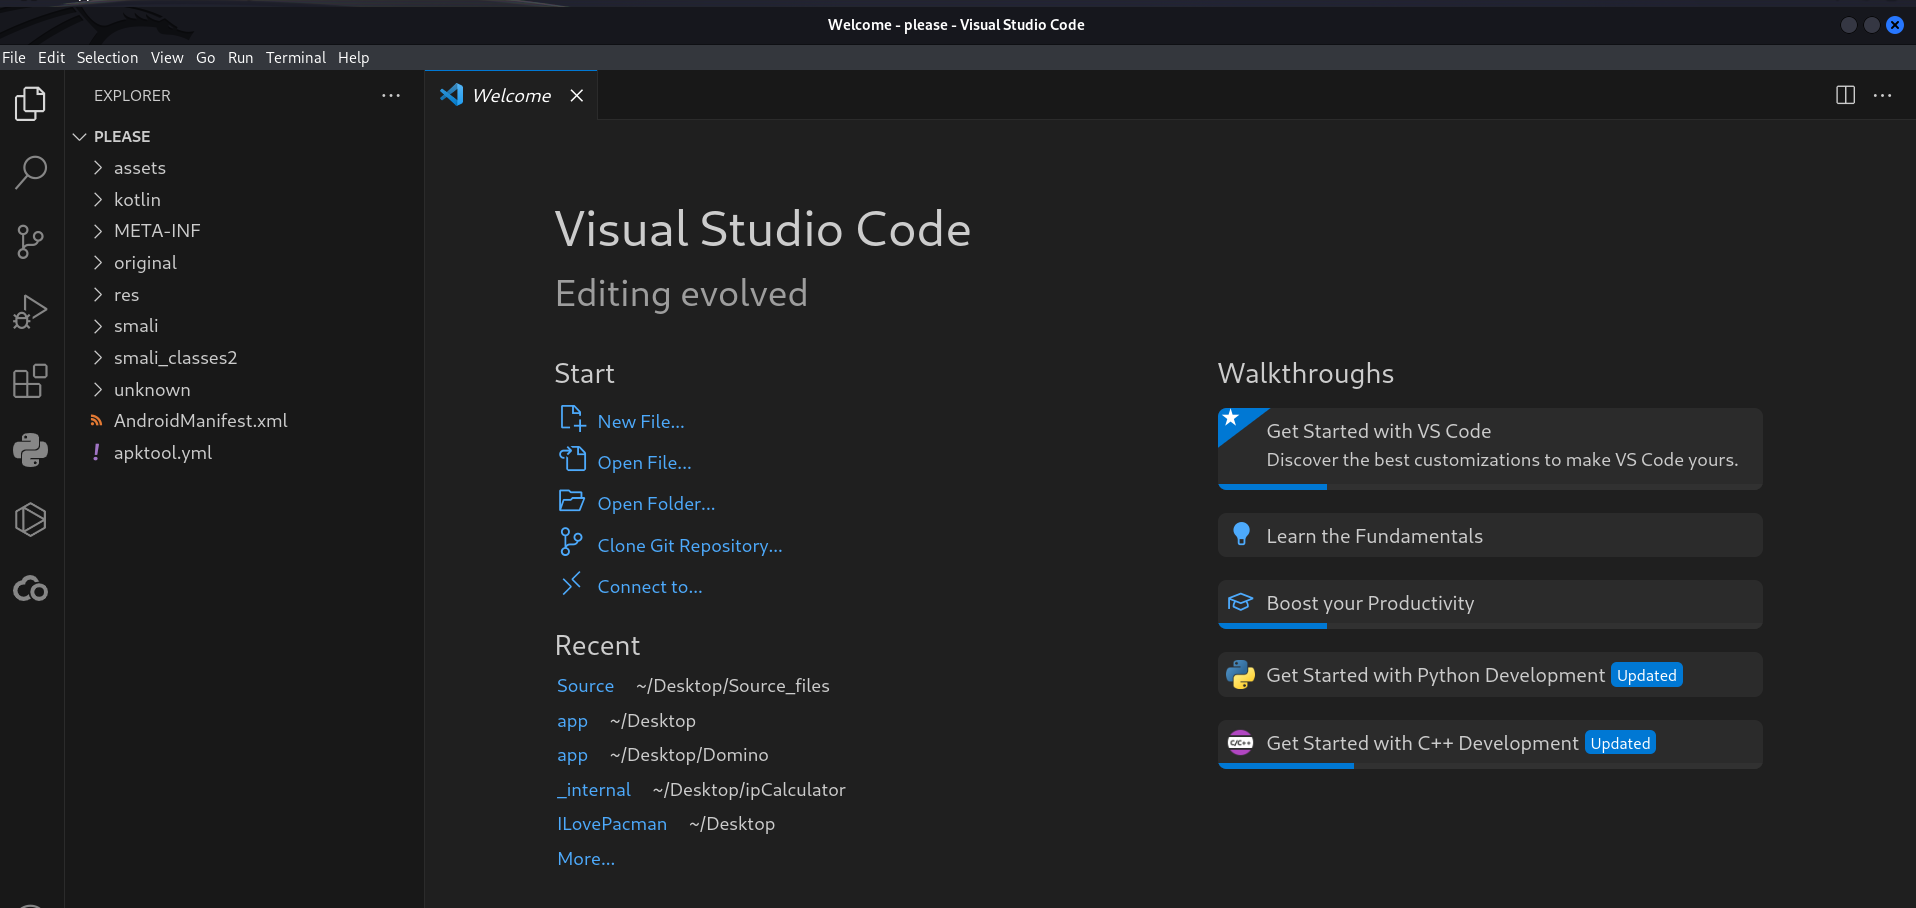 Welcome - please - Visual Studio Code
File Edit Selection View Go Run Terminal Help
EXPLORER
PLEASE
assets
kotlin
META-INF
original
res
smali
smali_classes2
unknown
AndroidManifest.xml
! apktool.yml
Welcome
Visual Studio Code
Editing evolved
Start
New File...
Open File...
Open Folder...
Clone Git Repository...
Connect to...
Recent
Source ~/Desktop/Source_files
app ~/Desktop
app ~/Desktop/Domino
_internal ~/Desktop/ipCalculator
ILovePacman ~/Desktop
More...
Walkthroughs
Get Started with VS Code
Discover the best customizations to make VS Code yours.
Learn the Fundamentals
Boost your Productivity
Get Started with Python Development Updated
C/C++ Get Started with C++ Development Updated